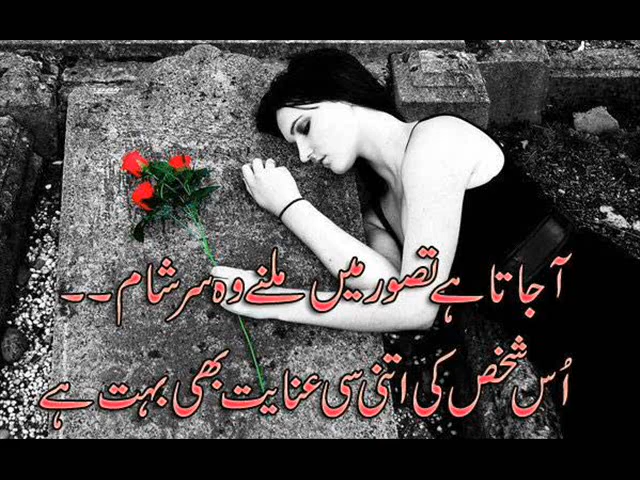 آ جاتا ہے تصور میں ملنے وہ سر شام ۔۔
اُس شخص کی اتنی سی عنایت بھی بہت ہے